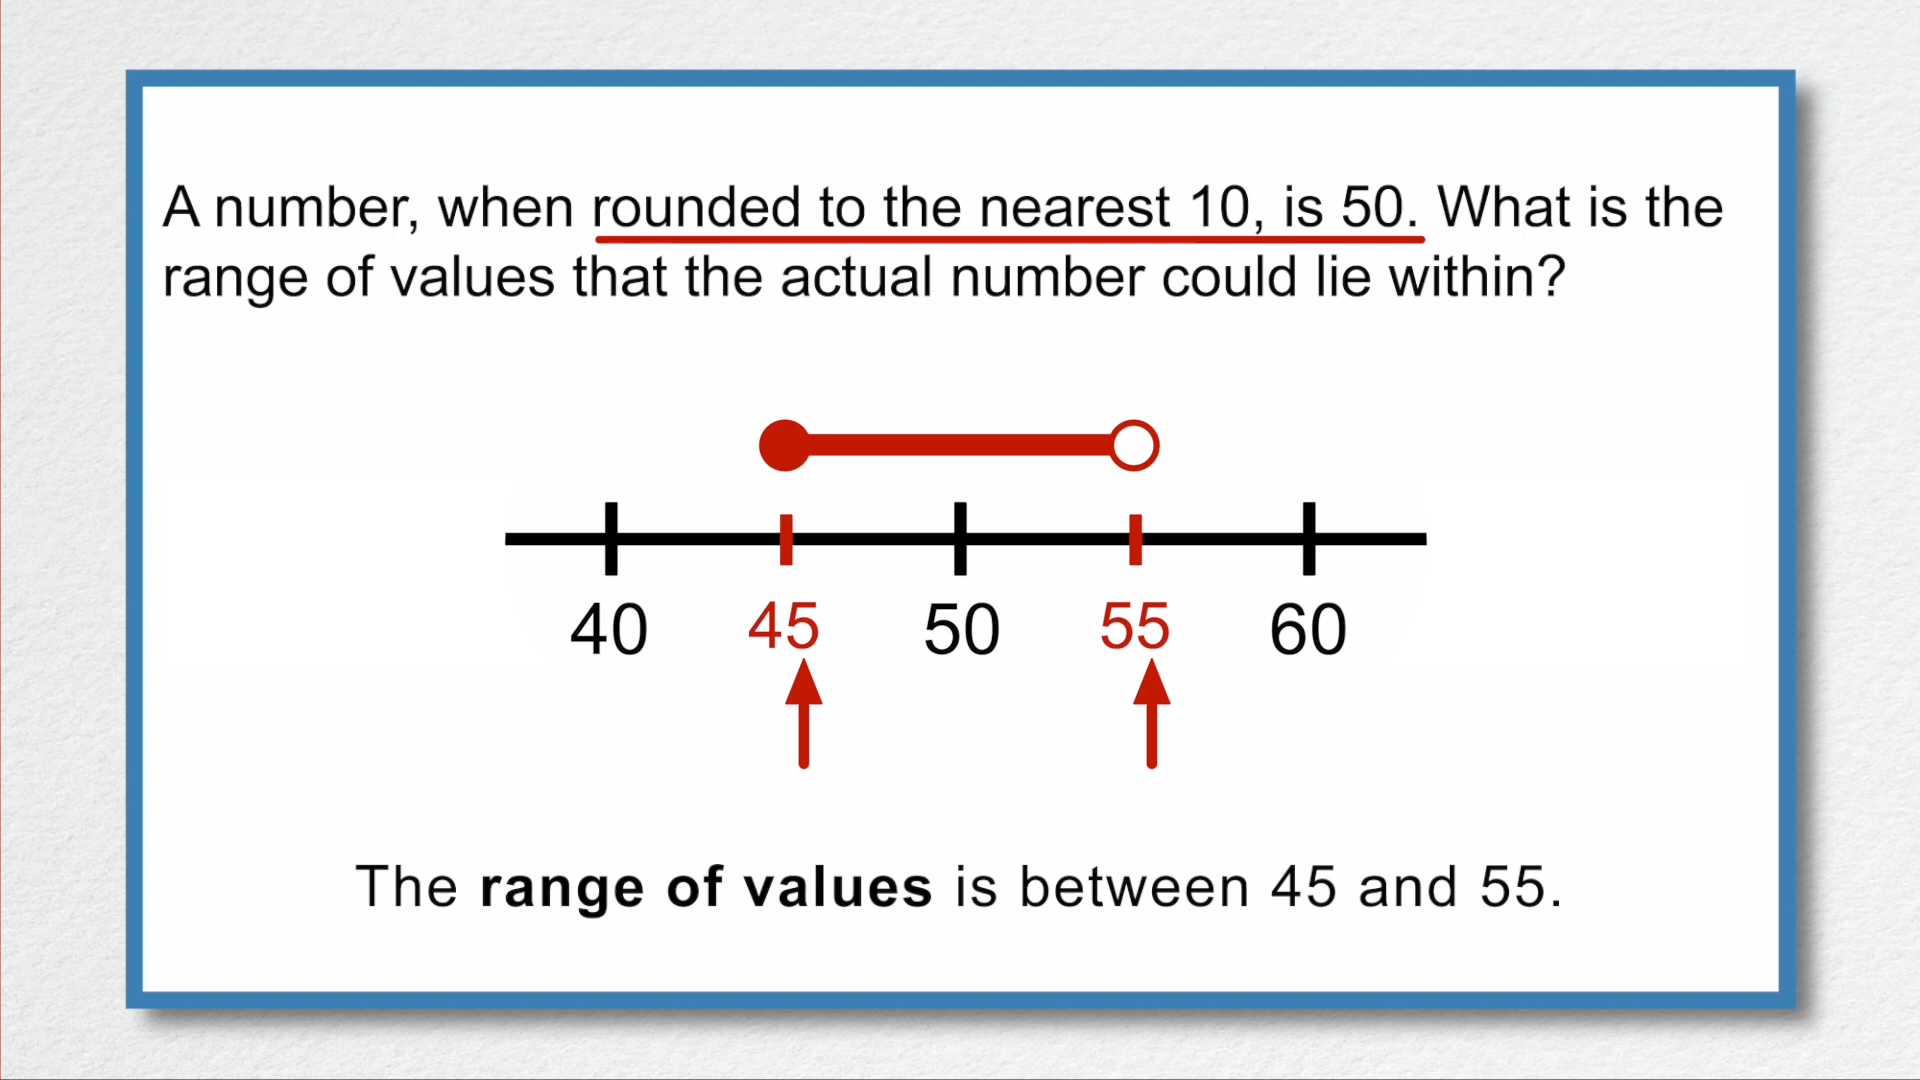 A number, when rounded to the nearest 10, is 50. What is the
range of values that the actual number could lie within?
40 45 50 55 60
The range of values is between 45 and 55.